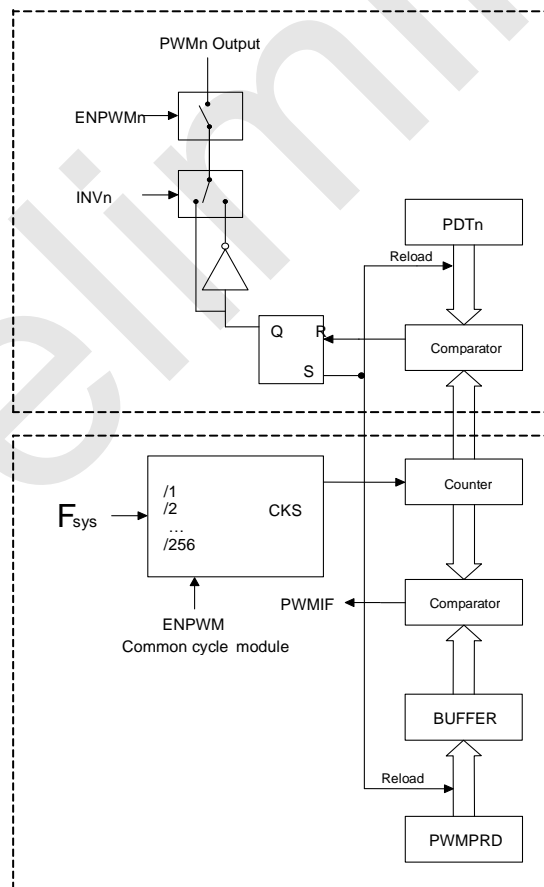 PWMn Output
ENPWMn
INVn
PDTn
Reload
Q R
S
Comparator
/1
/2
...
/256
CKS
Fsys
Counter
ENPWM
Common cycle module
PWMIF
Comparator
BUFFER
Reload
PWMPRD